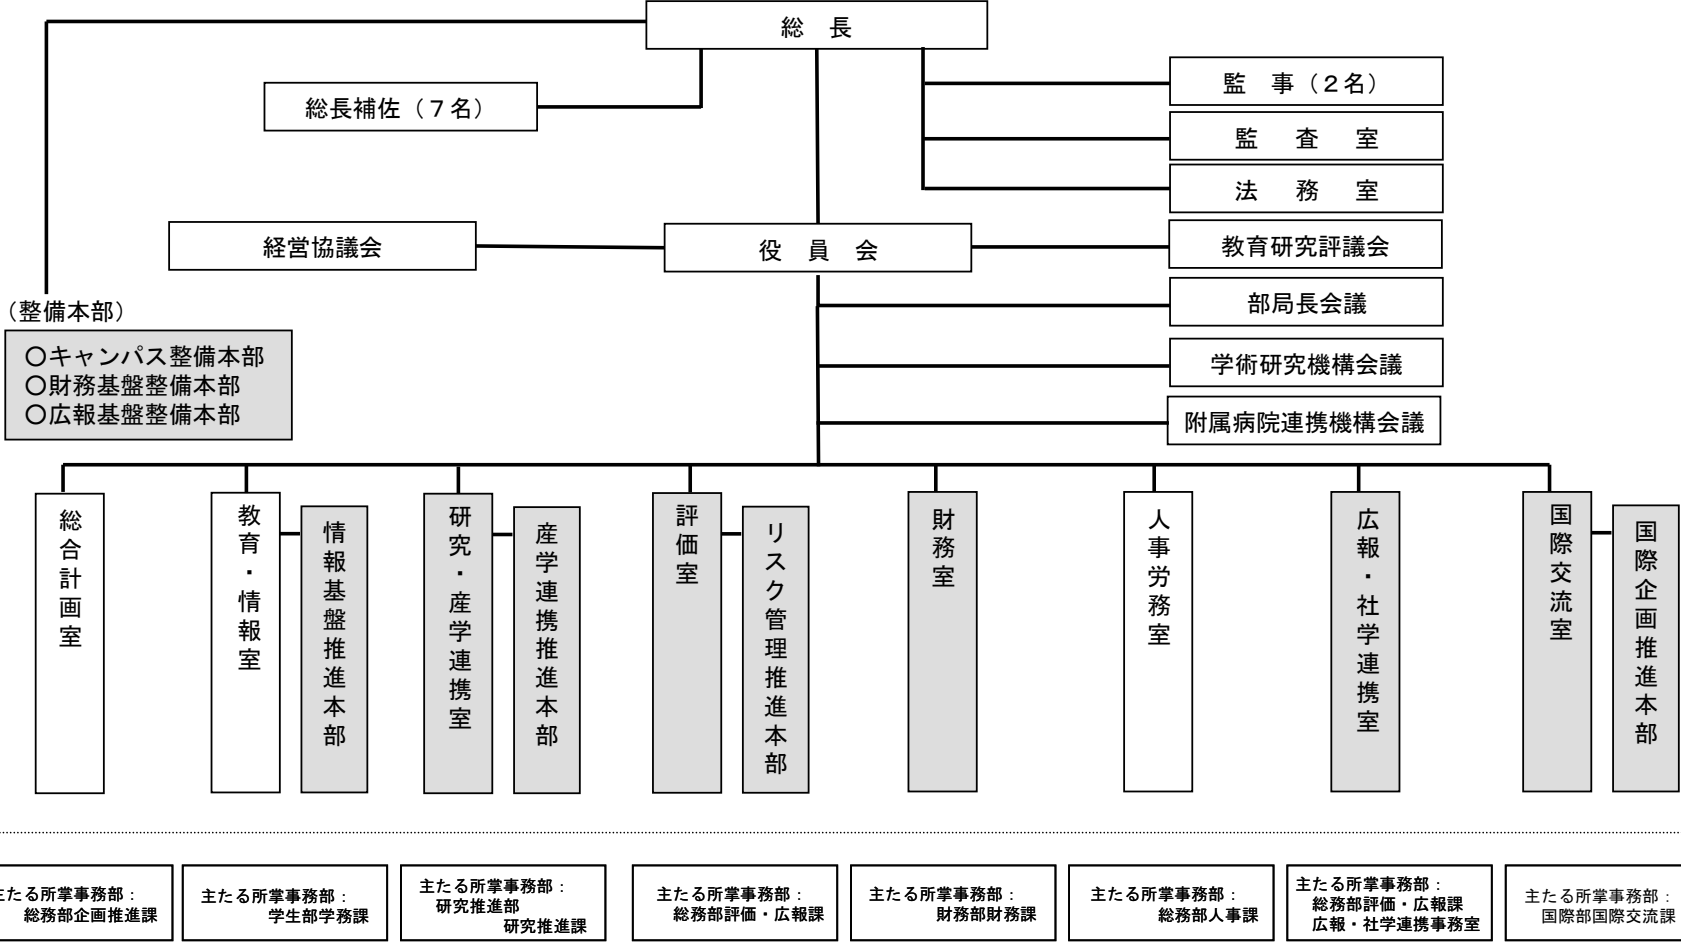 総　長
総長補佐（７名）
監　事（２名）
監　査　室
法　務　室
経営協議会
役　員　会
教育研究評議会
部局長会議
学術研究機構会議
附属病院連携機構会議
（整備本部）
○キャンパス整備本部
○財務基盤整備本部
○広報基盤整備本部
総合計画室
教育・情報室
情報基盤推進本部
研究・産学連携室
産学連携推進本部
評価室
リスク管理推進本部
財務室
人事労務室
広報・社学連携室
国際交流室
国際企画推進本部
主たる所掌事務部：
総務部企画推進課
主たる所掌事務部：
学生部学務課
主たる所掌事務部：
研究推進部
研究推進課
主たる所掌事務部：
総務部評価・広報課
主たる所掌事務部：
財務部財務課
主たる所掌事務部：
総務部人事課
主たる所掌事務部：
総務部評価・広報課
広報・社学連携事務室
主たる所掌事務部：
国際部国際交流課